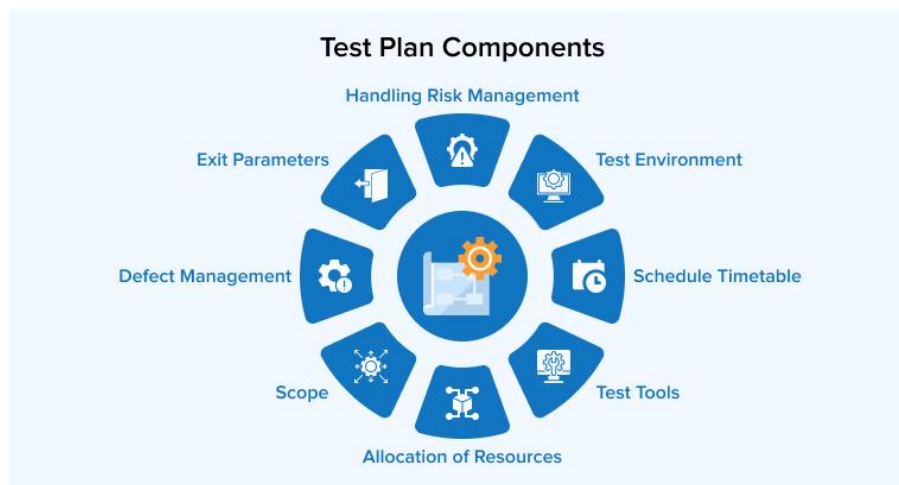 Test Plan Components
Handling Risk Management
Exit Parameters
Test Environment
Defect Management
Schedule Timetable
Scope
Test Tools
Allocation of Resources